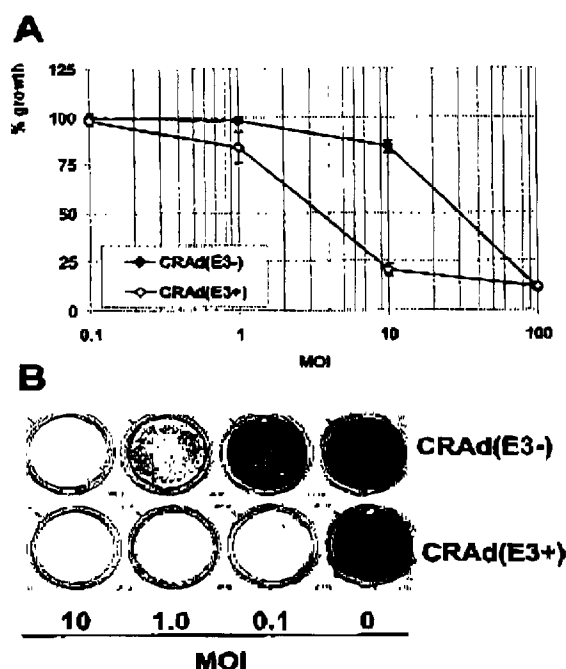 A
% growth
125
100
75
50
25
0
CRAd(E3-)
CRAd(E3+)
0.1 1 10 100
MOI
B
CRAd(E3-)
CRAd(E3+)
10 1.0 0.1 0
MOI